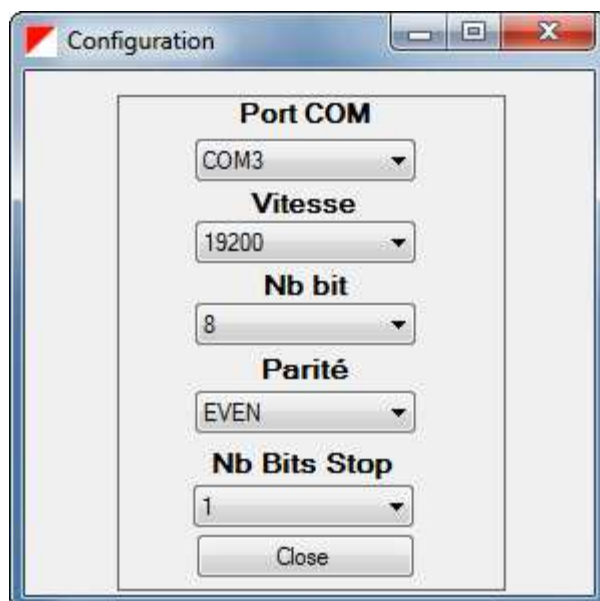 Configuration
Port COM
COM3
Vitesse
19200
Nb bit
8
Parité
EVEN
Nb Bits Stop
1
Close